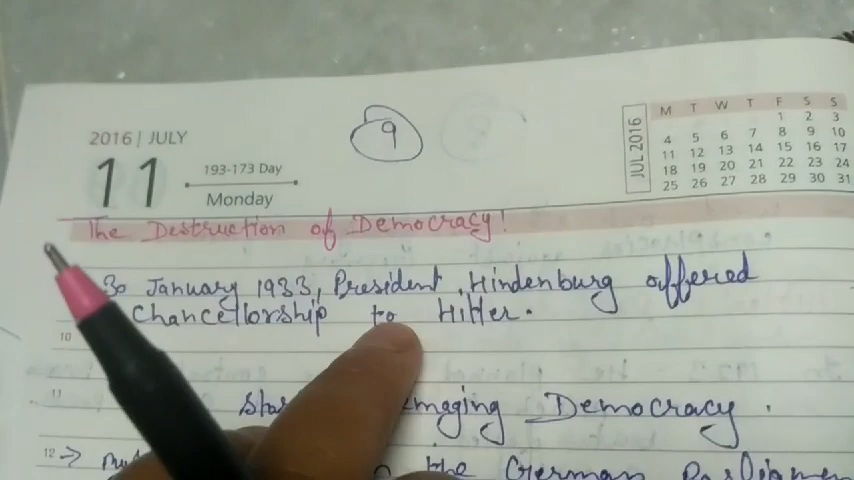 9
2016 | JULY
11
193-173 Day
Monday
JUL 2016
M T W T F S S
1 2 3
4 5 6 7 8 9 10
11 12 13 14 15 16 17
18 19 20 21 22 23 24
25 26 27 28 29 30 31
The Destruction of Democracy!
30 January 1933, President, Hindenburg offered
Chancellorship to Hitler.
10
11
Democracy.
12 →
the German